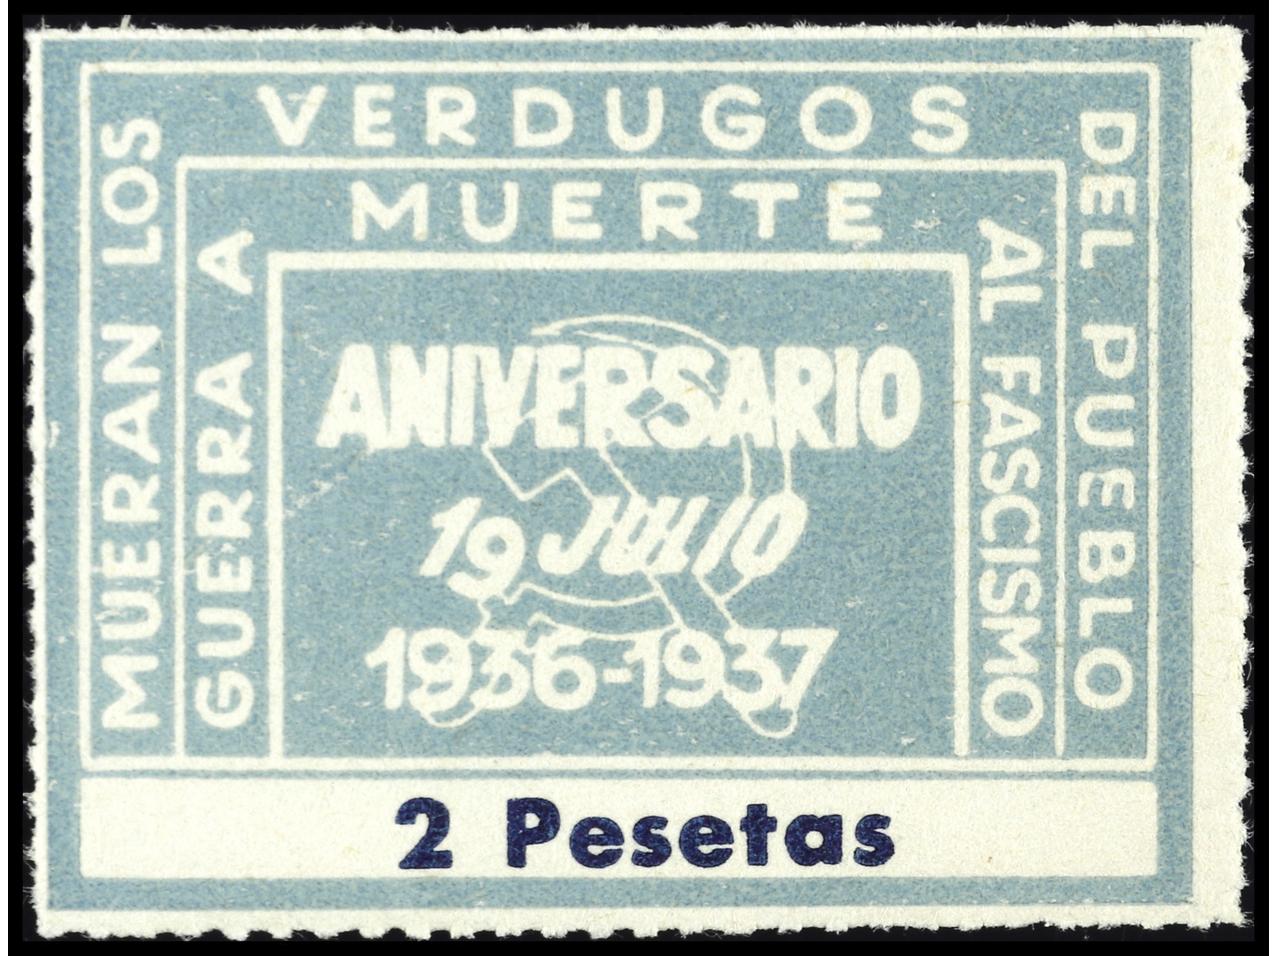 MUERAN LOS
VERDUGOS
DEL PUEBLO
GUERRA A
MUERTE
AL FASCISMO
ANIVERSARIO
19 JULIO
1936-1937
2 Pesetas